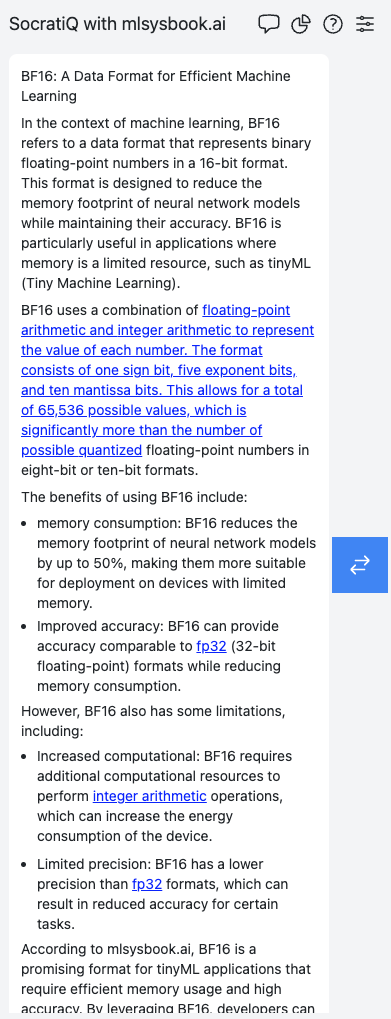 SocratiQ with mlsysbook.ai
BF16: A Data Format for Efficient Machine
Learning
In the context of machine learning, BF16
refers to a data format that represents binary
floating-point numbers in a 16-bit format.
This format is designed to reduce the
memory footprint of neural network models
while maintaining their accuracy. BF16 is
particularly useful in applications where
memory is a limited resource, such as tinyML
(Tiny Machine Learning).
BF16 uses a combination of floating-point
arithmetic and integer arithmetic to represent
the value of each number. The format
consists of one sign bit, five exponent bits,
and ten mantissa bits. This allows for a total
of 65,536 possible values, which is
significantly more than the number of
possible quantized floating-point numbers in
eight-bit or ten-bit formats.
The benefits of using BF16 include:
• memory consumption: BF16 reduces the
memory footprint of neural network models
by up to 50%, making them more suitable
for deployment on devices with limited
memory.
• Improved accuracy: BF16 can provide
accuracy comparable to fp32 (32-bit
floating-point) formats while reducing
memory consumption.
However, BF16 also has some limitations,
including:
• Increased computational: BF16 requires
additional computational resources to
perform integer arithmetic operations,
which can increase the energy
consumption of the device.
• Limited precision: BF16 has a lower
precision than fp32 formats, which can
result in reduced accuracy for certain
tasks.
According to mlsysbook.ai, BF16 is a
promising format for tinyML applications that
require efficient memory usage and high
accuracy. By leveraging BF16, developers can